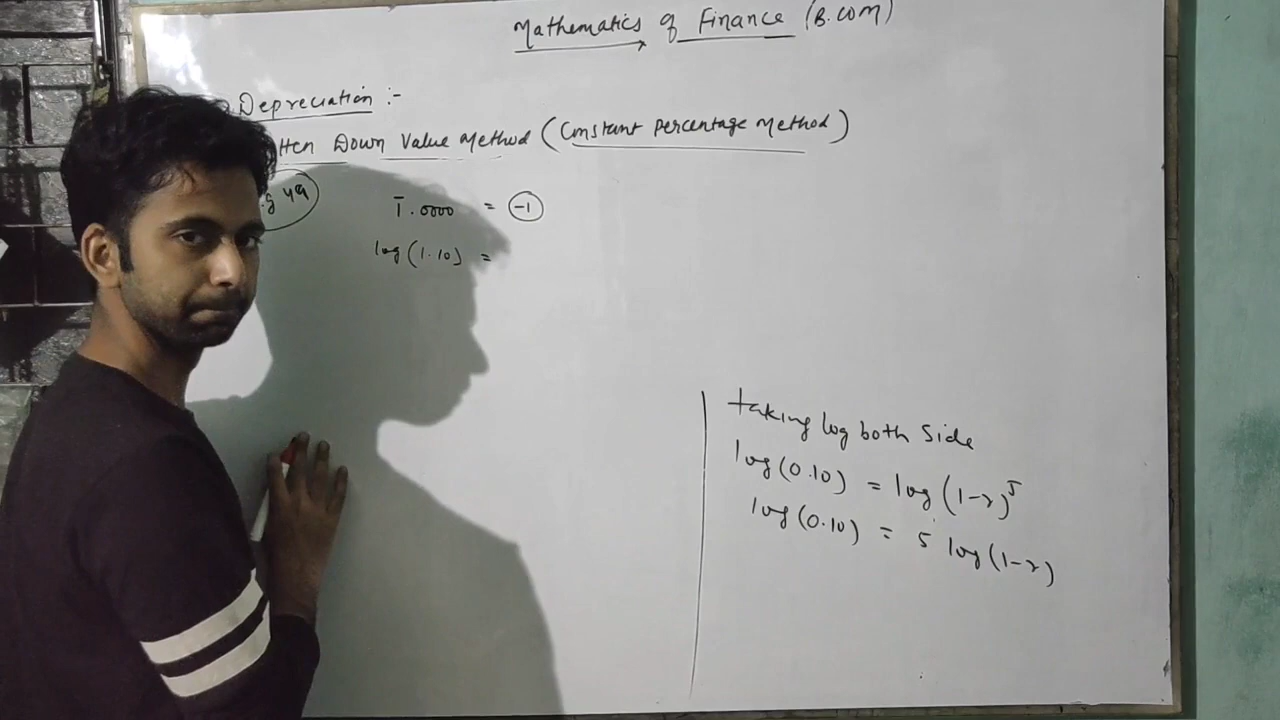 Mathematics of Finance (B.COM)
Depreciation :-
tten Down Value Method (Constant Percentage Method)
g 49
1̅.0000 = -1
log(1.10) =
taking log both side
log(0.10) = log(1-r)⁵
log(0.10) = 5 log(1-r)